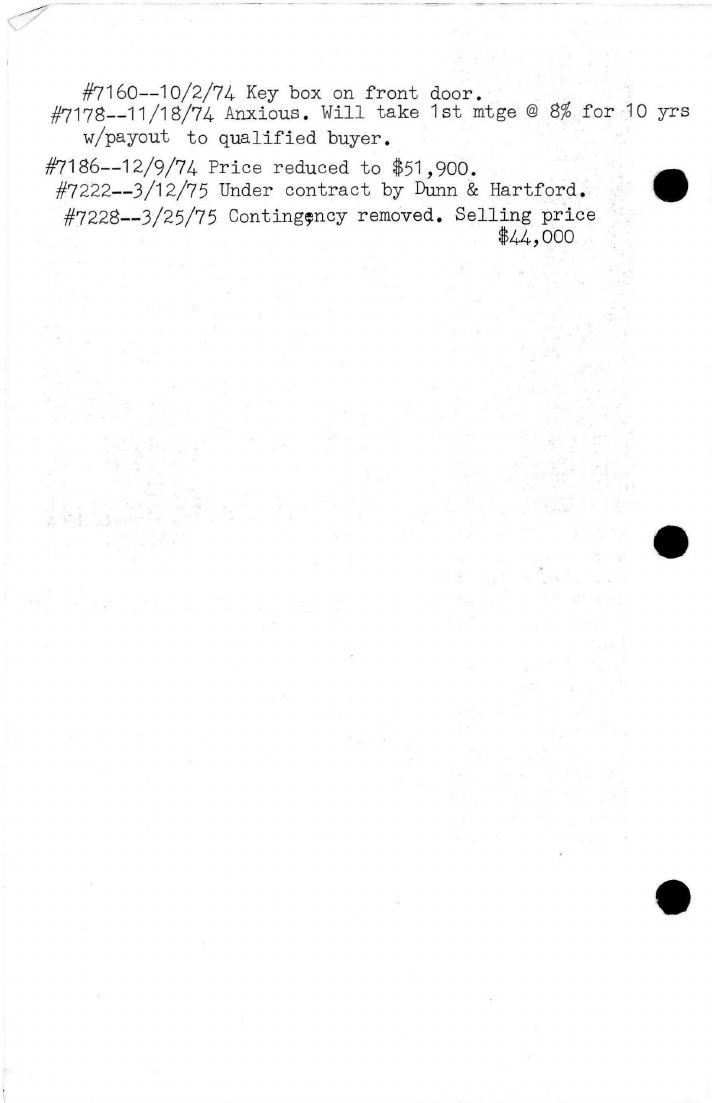 #7160--10/2/74 Key box on front door.
#7178--11/18/74 Anxious. Will take 1st mtge @ 8% for 10 yrs
w/payout to qualified buyer.
#7186--12/9/74 Price reduced to $51,900.
#7222--3/12/75 Under contract by Dunn & Hartford.
#7228--3/25/75 Contingency removed. Selling price
$44,000